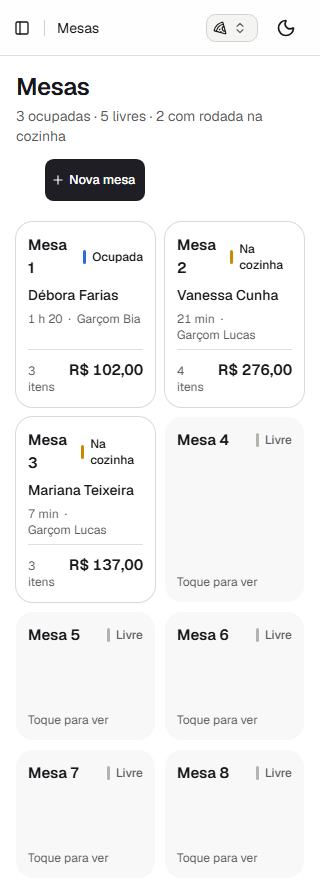 Mesas
Mesas
3 ocupadas · 5 livres · 2 com rodada na
cozinha
+ Nova mesa
Mesa
1
Ocupada
Débora Farias
1 h 20 · Garçom Bia
3
itens
R$ 102,00
Mesa
2
Na
cozinha
Vanessa Cunha
21 min ·
Garçom Lucas
4
itens
R$ 276,00
Mesa
3
Na
cozinha
Mariana Teixeira
7 min ·
Garçom Lucas
3
itens
R$ 137,00
Mesa 4
Livre
Toque para ver
Mesa 5
Livre
Toque para ver
Mesa 6
Livre
Toque para ver
Mesa 7
Livre
Toque para ver
Mesa 8
Livre
Toque para ver